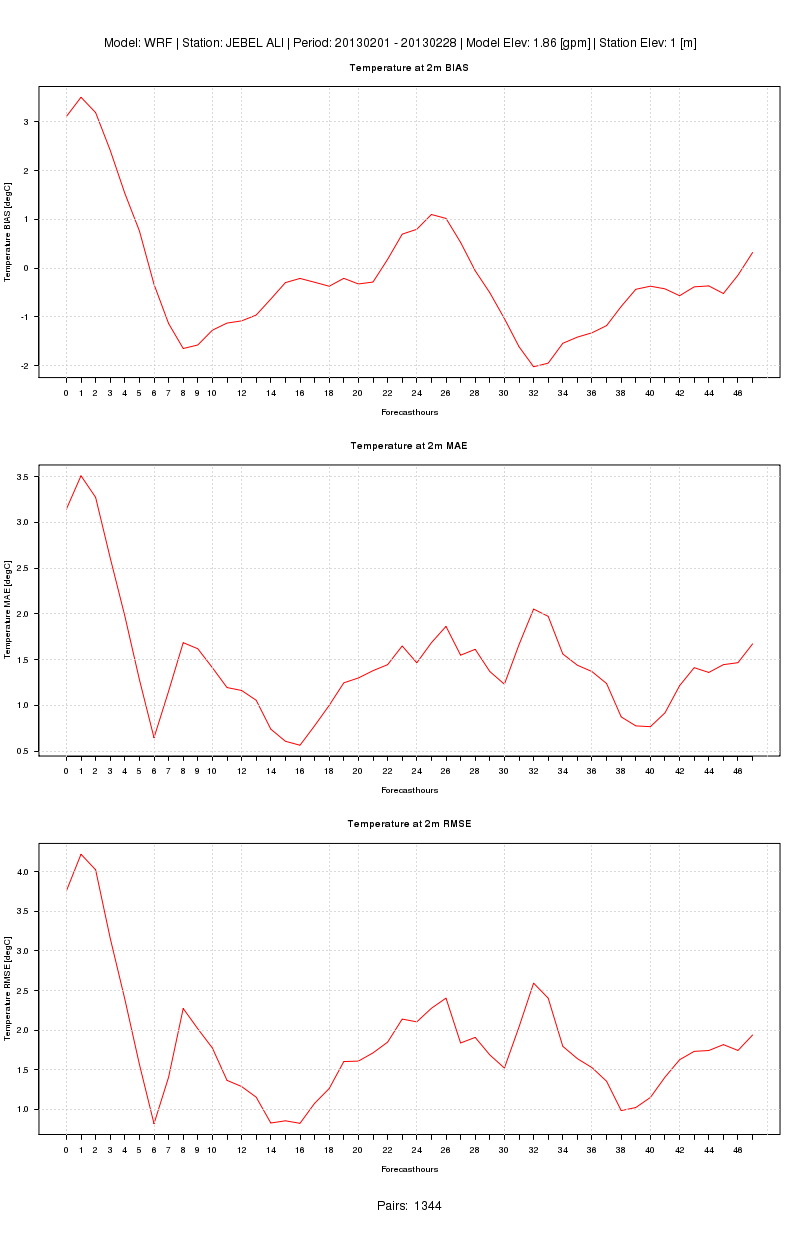 Model: WRF | Station: JEBEL ALI | Period: 20130201 - 20130228 | Model Elev: 1.86 [gpm] | Station Elev: 1 [m]
Temperature at 2m BIAS
Temperature BIAS [degC]
3
2
1
0
-1
-2
0 1 2 3 4 5 6 7 8 9 10 12 14 16 18 20 22 24 26 28 30 32 34 36 38 40 42 44 46
Forecasthours
Temperature at 2m MAE
Temperature MAE [degC]
3.5
3.0
2.5
2.0
1.5
1.0
0.5
0 1 2 3 4 5 6 7 8 9 10 12 14 16 18 20 22 24 26 28 30 32 34 36 38 40 42 44 46
Forecasthours
Temperature at 2m RMSE
Temperature RMSE [degC]
4.0
3.5
3.0
2.5
2.0
1.5
1.0
0 1 2 3 4 5 6 7 8 9 10 12 14 16 18 20 22 24 26 28 30 32 34 36 38 40 42 44 46
Forecasthours
Pairs: 1344